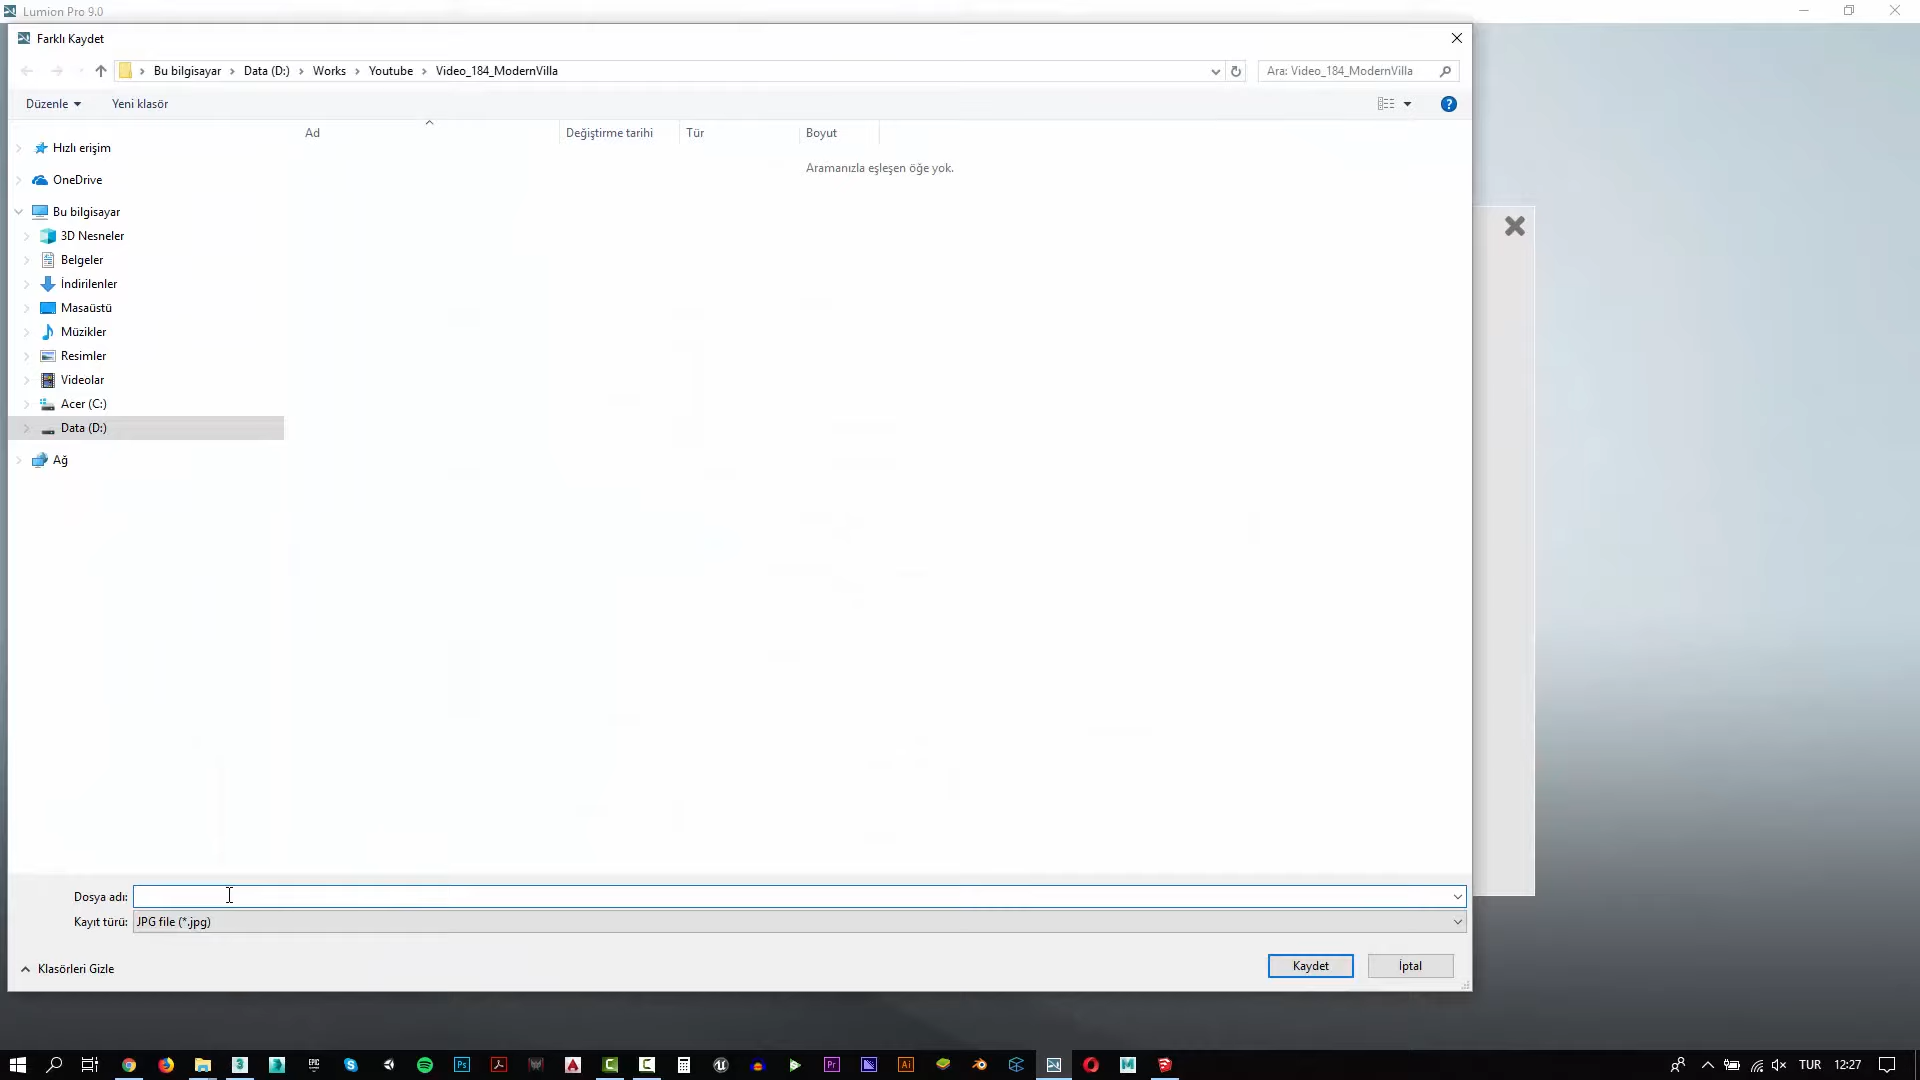 Lumion Pro 9.0
Farklı Kaydet
Bu bilgisayar > Data (D:) > Works > Youtube > Video_184_ModernVilla
Ara: Video_184_ModernVilla
Düzenle
Yeni klasör
Ad
Değiştirme tarihi
Tür
Boyut
Aramanızla eşleşen öğe yok.
Hızlı erişim
OneDrive
Bu bilgisayar
3D Nesneler
Belgeler
İndirilenler
Masaüstü
Müzikler
Resimler
Videolar
Acer (C:)
Data (D:)
Ağ
Dosya adı:
Kayıt türü: JPG file (*.jpg)
Klasörleri Gizle
Kaydet
İptal
TUR
12:27